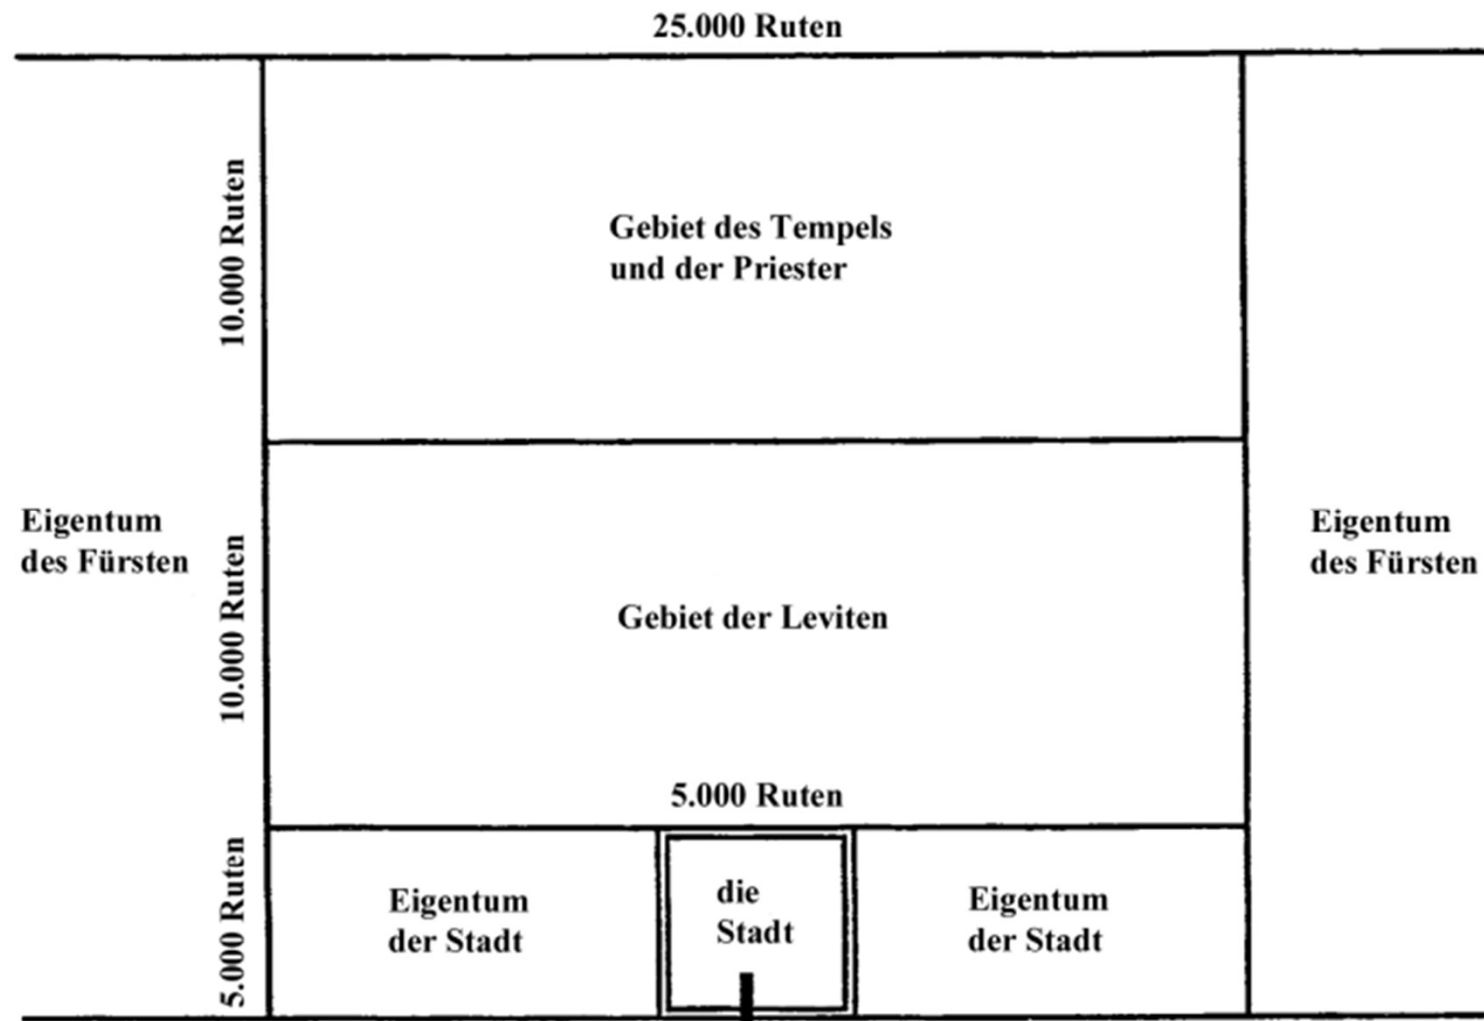 25.000 Ruten
10.000 Ruten
Gebiet des Tempels
und der Priester
Eigentum
des Fürsten
10.000 Ruten
Gebiet der Leviten
Eigentum
des Fürsten
5.000 Ruten
5.000 Ruten
Eigentum
der Stadt
die
Stadt
Eigentum
der Stadt